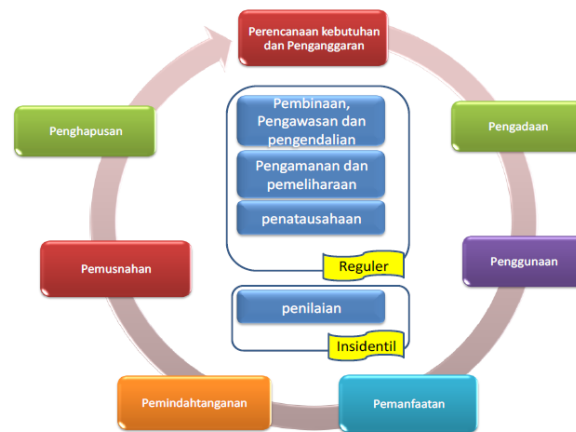 Perencanaan kebutuhan
dan Penganggaran
Pengadaan
Penggunaan
Pemanfaatan
Pemindahtanganan
Pemusnahan
Penghapusan
Pembinaan,
Pengawasan dan
pengendalian
Pengamanan dan
pemeliharaan
penatausahaan
Reguler
penilaian
Insidentil